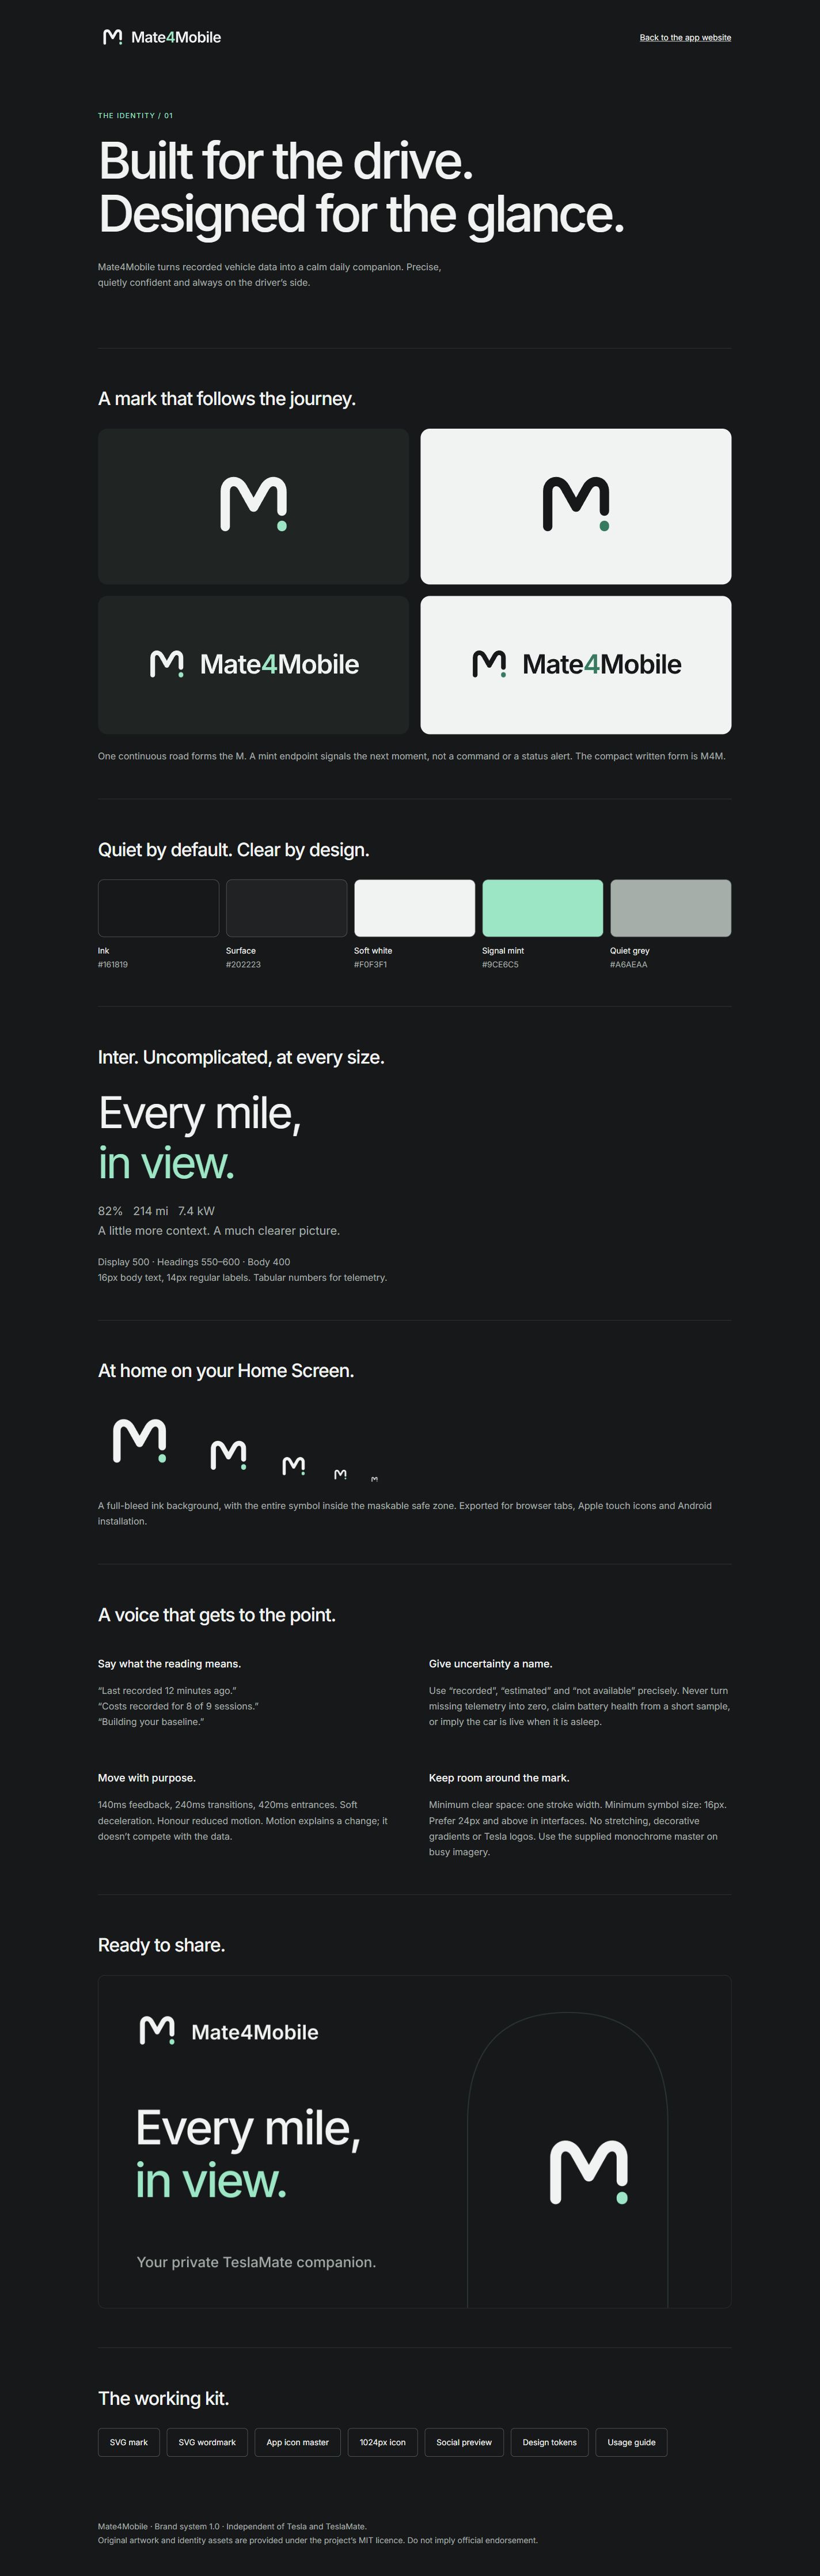 Mate4Mobile
Back to the app website
THE IDENTITY / 01
Built for the drive.
Designed for the glance.
Mate4Mobile turns recorded vehicle data into a calm daily companion. Precise,
quietly confident and always on the driver’s side.
A mark that follows the journey.
Mate4Mobile
Mate4Mobile
One continuous road forms the M. A mint endpoint signals the next moment, not a command or a status alert. The compact written form is M4M.
Quiet by default. Clear by design.
Ink
#161819
Surface
#202223
Soft white
#F0F3F1
Signal mint
#9CE6C5
Quiet grey
#A6AEAA
Inter. Uncomplicated, at every size.
Every mile,
in view.
82% 214 mi 7.4 kW
A little more context. A much clearer picture.
Display 500 · Headings 550–600 · Body 400
16px body text, 14px regular labels. Tabular numbers for telemetry.
At home on your Home Screen.
A full-bleed ink background, with the entire symbol inside the maskable safe zone. Exported for browser tabs, Apple touch icons and Android
installation.
A voice that gets to the point.
Say what the reading means.
“Last recorded 12 minutes ago.”
“Costs recorded for 8 of 9 sessions.”
“Building your baseline.”
Give uncertainty a name.
Use “recorded”, “estimated” and “not available” precisely. Never turn
missing telemetry into zero, claim battery health from a short sample,
or imply the car is live when it is asleep.
Move with purpose.
140ms feedback, 240ms transitions, 420ms entrances. Soft
deceleration. Honour reduced motion. Motion explains a change; it
doesn’t compete with the data.
Keep room around the mark.
Minimum clear space: one stroke width. Minimum symbol size: 16px.
Prefer 24px and above in interfaces. No stretching, decorative
gradients or Tesla logos. Use the supplied monochrome master on
busy imagery.
Ready to share.
Mate4Mobile
Every mile,
in view.
Your private TeslaMate companion.
The working kit.
SVG mark
SVG wordmark
App icon master
1024px icon
Social preview
Design tokens
Usage guide
Mate4Mobile · Brand system 1.0 · Independent of Tesla and TeslaMate.
Original artwork and identity assets are provided under the project’s MIT licence. Do not imply official endorsement.